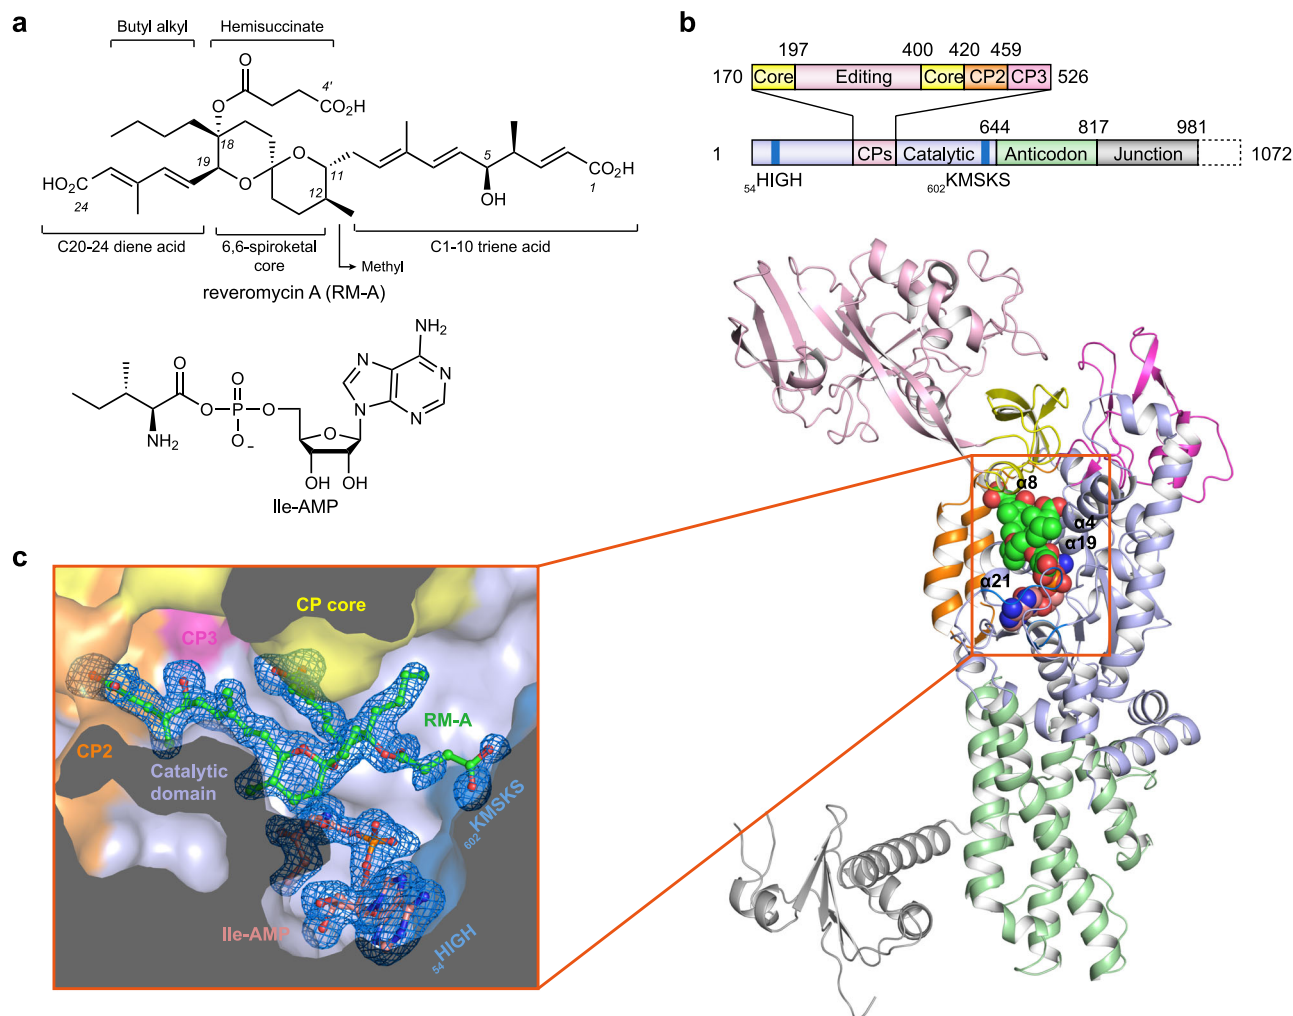 a
Butyl alkyl
Hemisuccinate
O
4'
O
CO₂H
18
19
O
O
11
12
5
HO₂C
24
CO₂H
1
OH
C20-24 diene acid
6,6-spiroketal
core
C1-10 triene acid
Methyl
reveromycin A (RM-A)
NH₂
N
N
N
N
O
O
O
P
O
O⁻
NH₂
O
OH
OH
Ile-AMP
b
197
400
420
459
170
Core
Editing
Core
CP2
CP3
526
644
817
981
1
CPs
Catalytic
Anticodon
Junction
1072
₅₄HIGH
₆₀₂KMSKS
α8
α4
α19
α21
c
CP core
CP3
RM-A
CP2
Catalytic
domain
₆₀₂KMSKS
Ile-AMP
₅₄HIGH